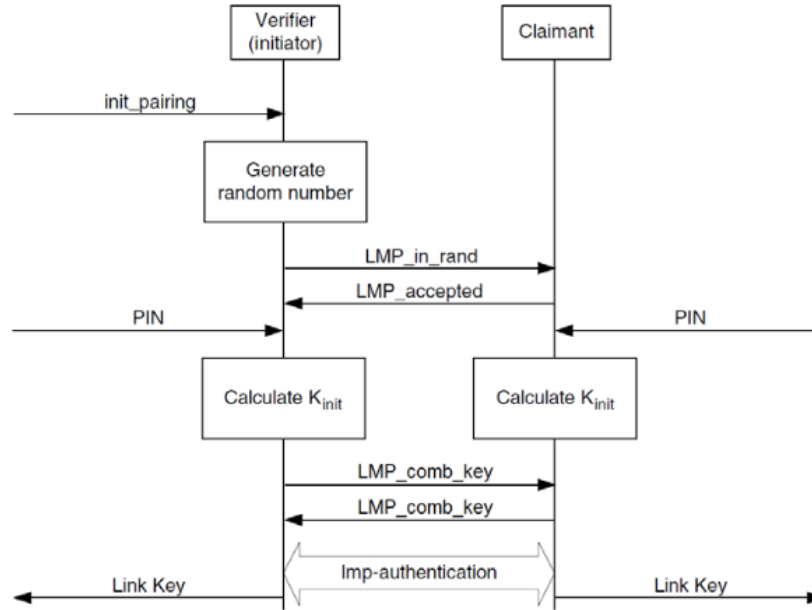 Verifier
(initiator)
Claimant
init_pairing
Generate
random number
LMP_in_rand
LMP_accepted
PIN
PIN
Calculate Kinit
Calculate Kinit
LMP_comb_key
LMP_comb_key
Imp-authentication
Link Key
Link Key